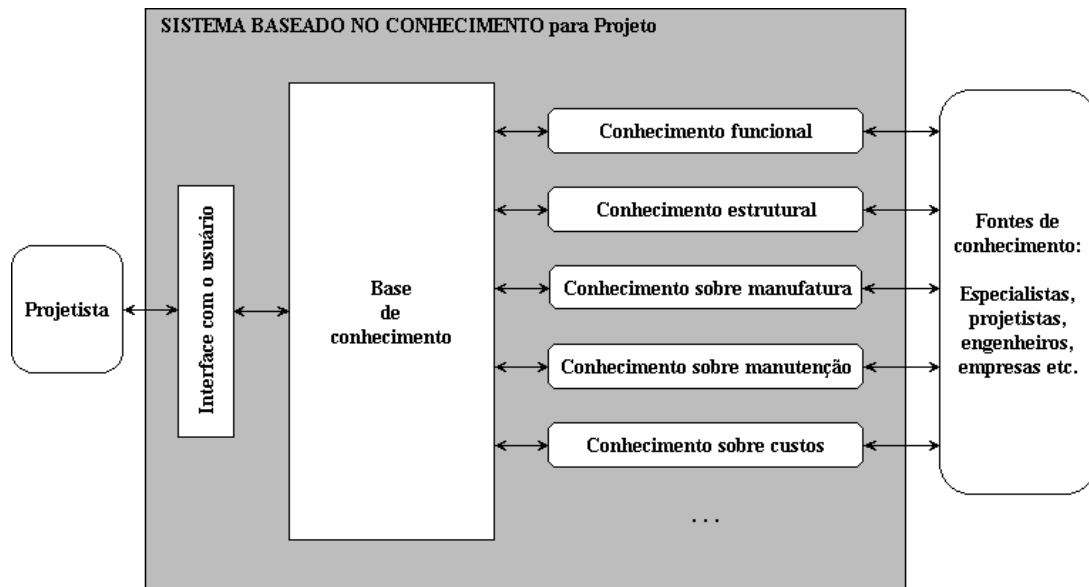 SISTEMA BASEADO NO CONHECIMENTO para Projeto
Projetista
Interface com o usuário
Base
de
conhecimento
Conhecimento funcional
Conhecimento estrutural
Conhecimento sobre manufatura
Conhecimento sobre manutenção
Conhecimento sobre custos
. . .
Fontes de
conhecimento:
Especialistas,
projetistas,
engenheiros,
empresas etc.